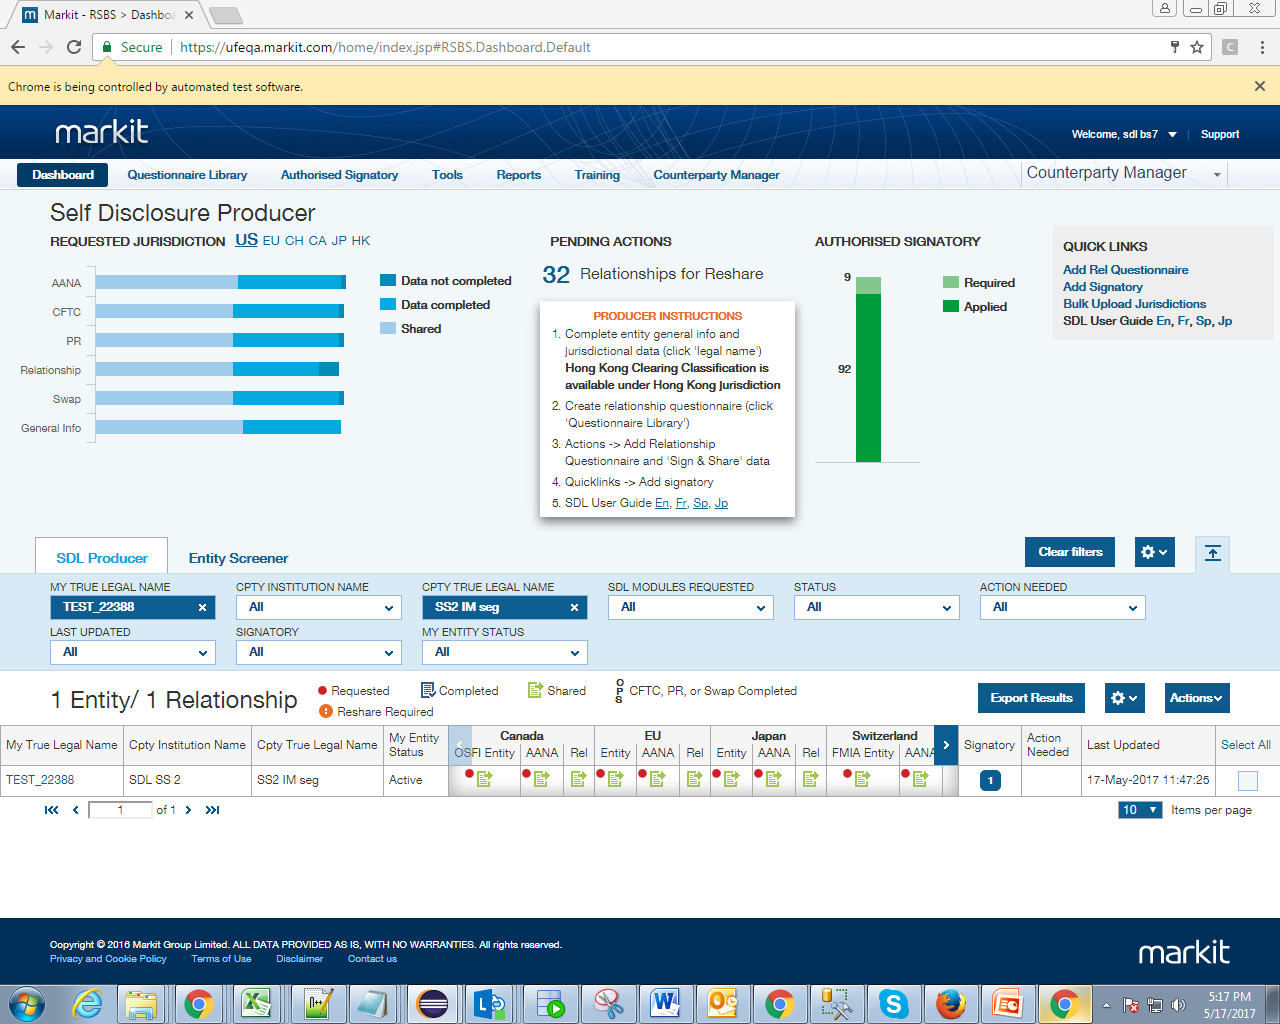 Markit - RSBS > Dashboa
Secure
https://ufeqa.markit.com/home/index.jsp#RSBS.Dashboard.Default
Chrome is being controlled by automated test software.
markit
Welcome, sdl bs7
Support
Dashboard Questionnaire Library Authorised Signatory Tools Reports Training Counterparty Manager
Counterparty Manager
Self Disclosure Producer
REQUESTED JURISDICTION US EU CH CA JP HK
AANA
CFTC
PR
Relationship
Swap
General Info
Data not completed
Data completed
Shared
PENDING ACTIONS
32 Relationships for Reshare
PRODUCER INSTRUCTIONS
1. Complete entity general info and
jurisdictional data (click 'legal name')
Hong Kong Clearing Classification is
available under Hong Kong Jurisdiction
2. Create relationship questionnaire (click
'Questionnaire Library')
3. Actions -> Add Relationship
Questionnaire and 'Sign & Share' data
4. Quicklinks -> Add signatory
5. SDL User Guide En, Fr, Sp, Jp
AUTHORISED SIGNATORY
9
92
Required
Applied
QUICK LINKS
Add Rel Questionnaire
Add Signatory
Bulk Upload Jurisdictions
SDL User Guide En, Fr, Sp, Jp
SDL Producer Entity Screener
Clear filters
MY TRUE LEGAL NAME CPTY INSTITUTION NAME CPTY TRUE LEGAL NAME SDL MODULES REQUESTED STATUS ACTION NEEDED
TEST_22388 All SS2 IM seg All All All
LAST UPDATED SIGNATORY MY ENTITY STATUS
All All All
1 Entity/ 1 Relationship
Requested Completed Shared OPS CFTC, PR, or Swap Completed
Reshare Required
Export Results
Actions
My True Legal Name Cpty Institution Name Cpty True Legal Name My Entity Status
Canada EU Japan Switzerland
OSFI Entity AANA Rel Entity AANA Rel Entity AANA Rel FMIA Entity AANA
Signatory Action Needed Last Updated Select All
TEST_22388 SDL SS 2 SS2 IM seg Active 1 17-May-2017 11:47:25
1 of 1
10 Items per page
Copyright © 2016 Markit Group Limited. ALL DATA PROVIDED AS IS, WITH NO WARRANTIES. All rights reserved.
Privacy and Cookie Policy Terms of Use Disclaimer Contact us
markit
5:17 PM
5/17/2017